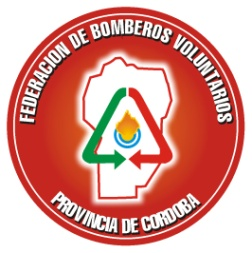 FEDERACION DE BOMBEROS VOLUNTARIOS
PROVINCIA DE CORDOBA